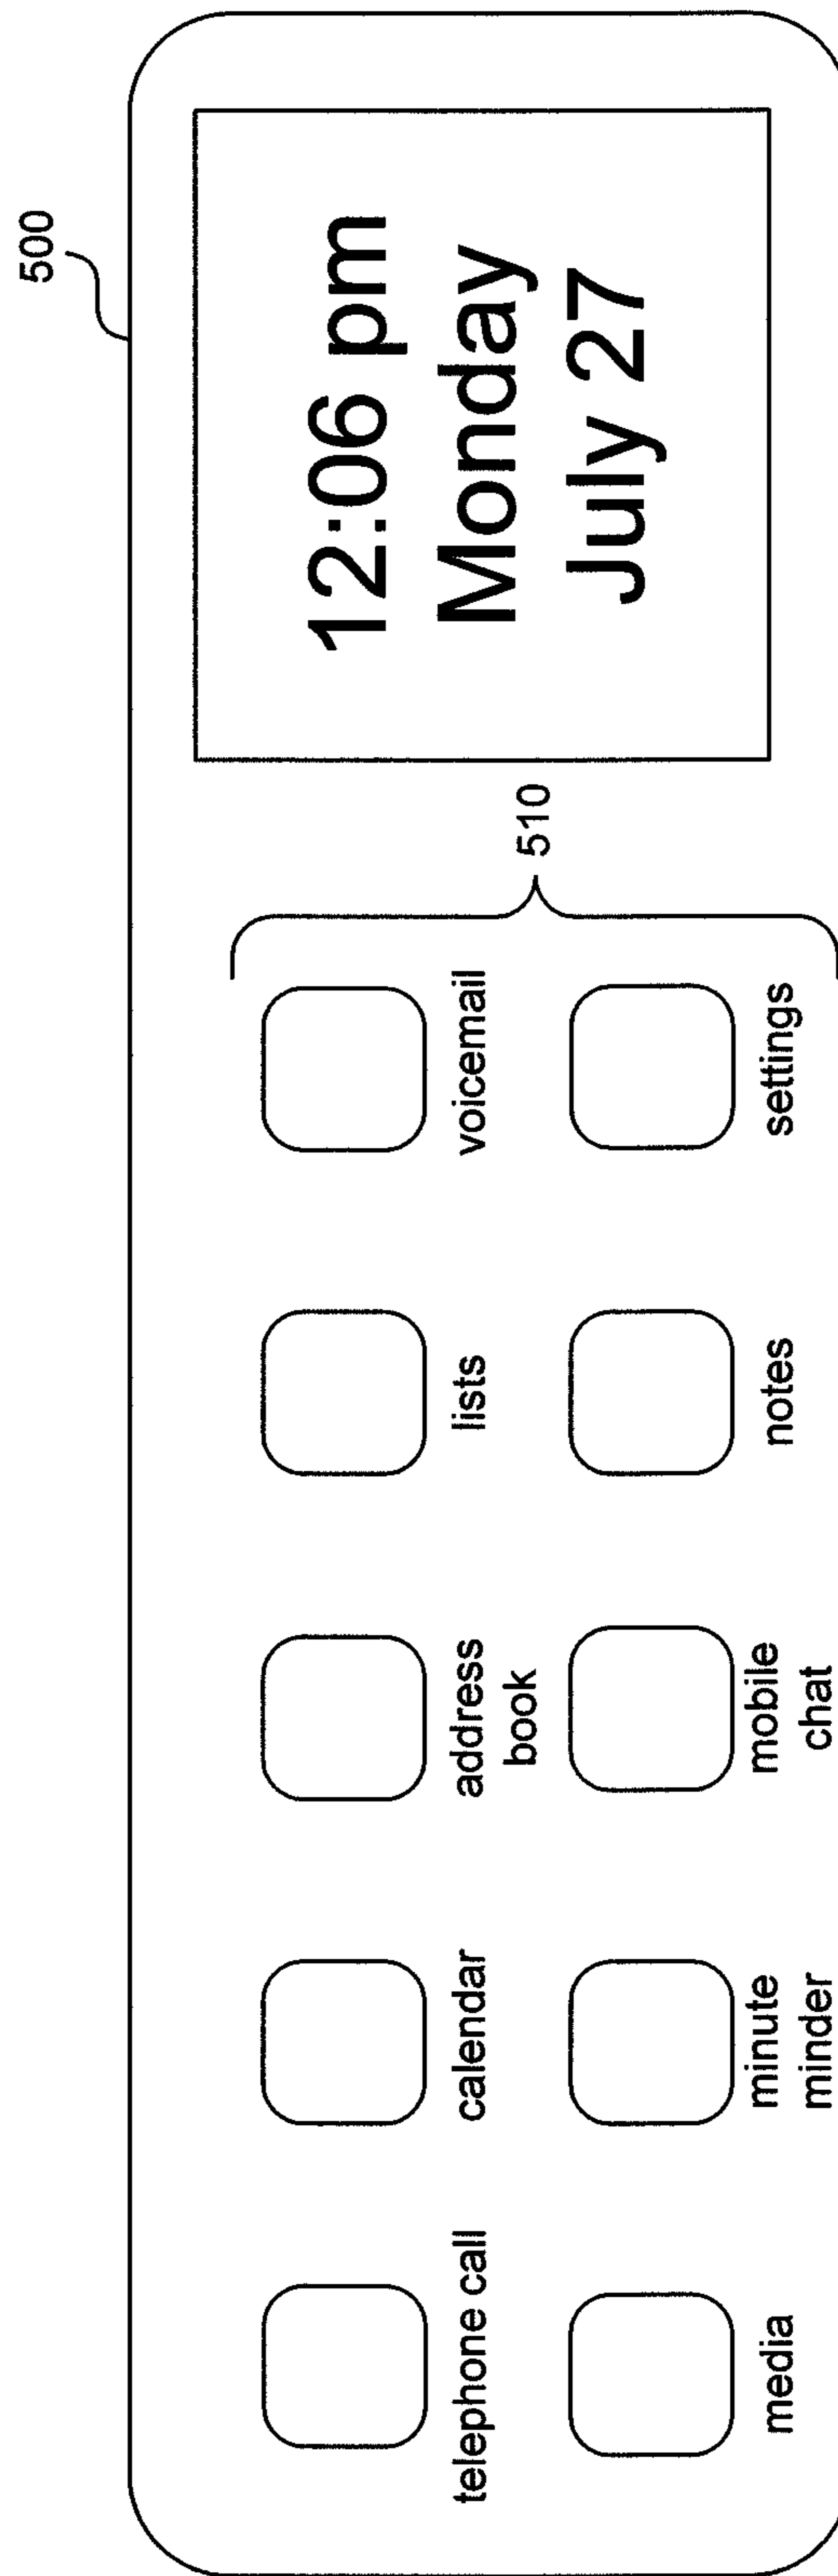 500
12:06 pm
Monday
July 27
510
telephone call
calendar
address
book
lists
voicemail
media
minute
minder
mobile
chat
notes
settings